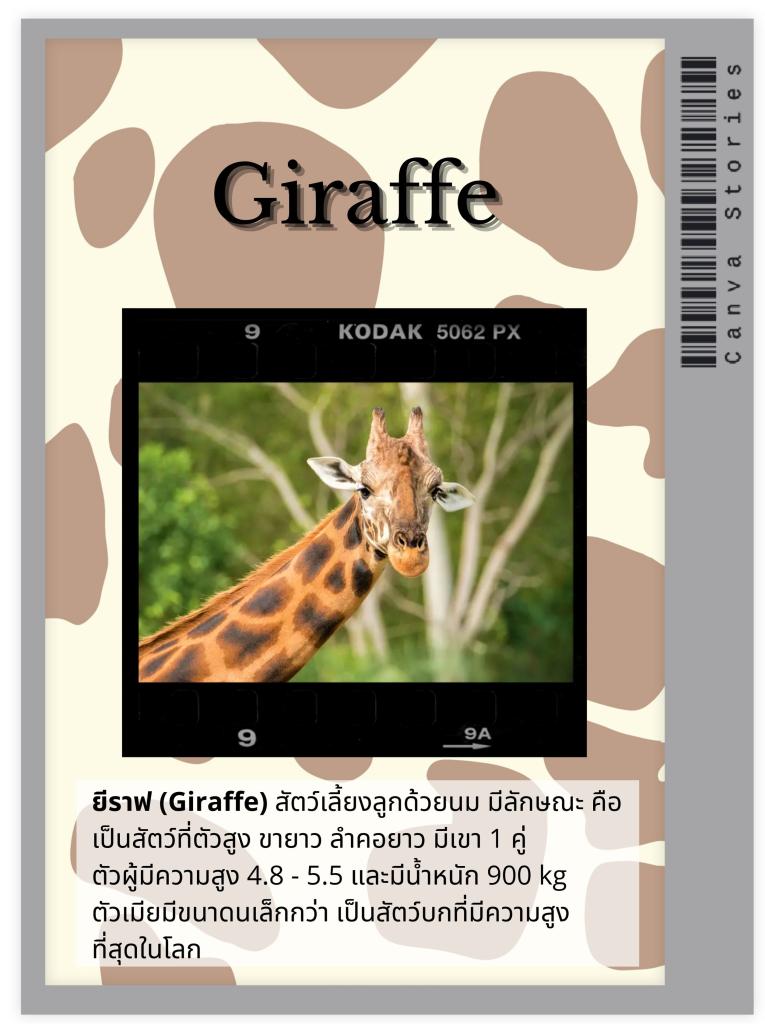 Giraffe
9 KODAK 5062 PX
9 9A
ยีราฟ (Giraffe) สัตว์เลี้ยงลูกด้วยนม มีลักษณะ คือ
เป็นสัตว์ที่ตัวสูง ขายาว ลำคอยาว มีเขา 1 คู่
ตัวผู้มีความสูง 4.8 - 5.5 และมีน้ำหนัก 900 kg
ตัวเมียมีขนาดนเล็กกว่า เป็นสัตว์บกที่มีความสูง
ที่สุดในโลก
Canva Stories